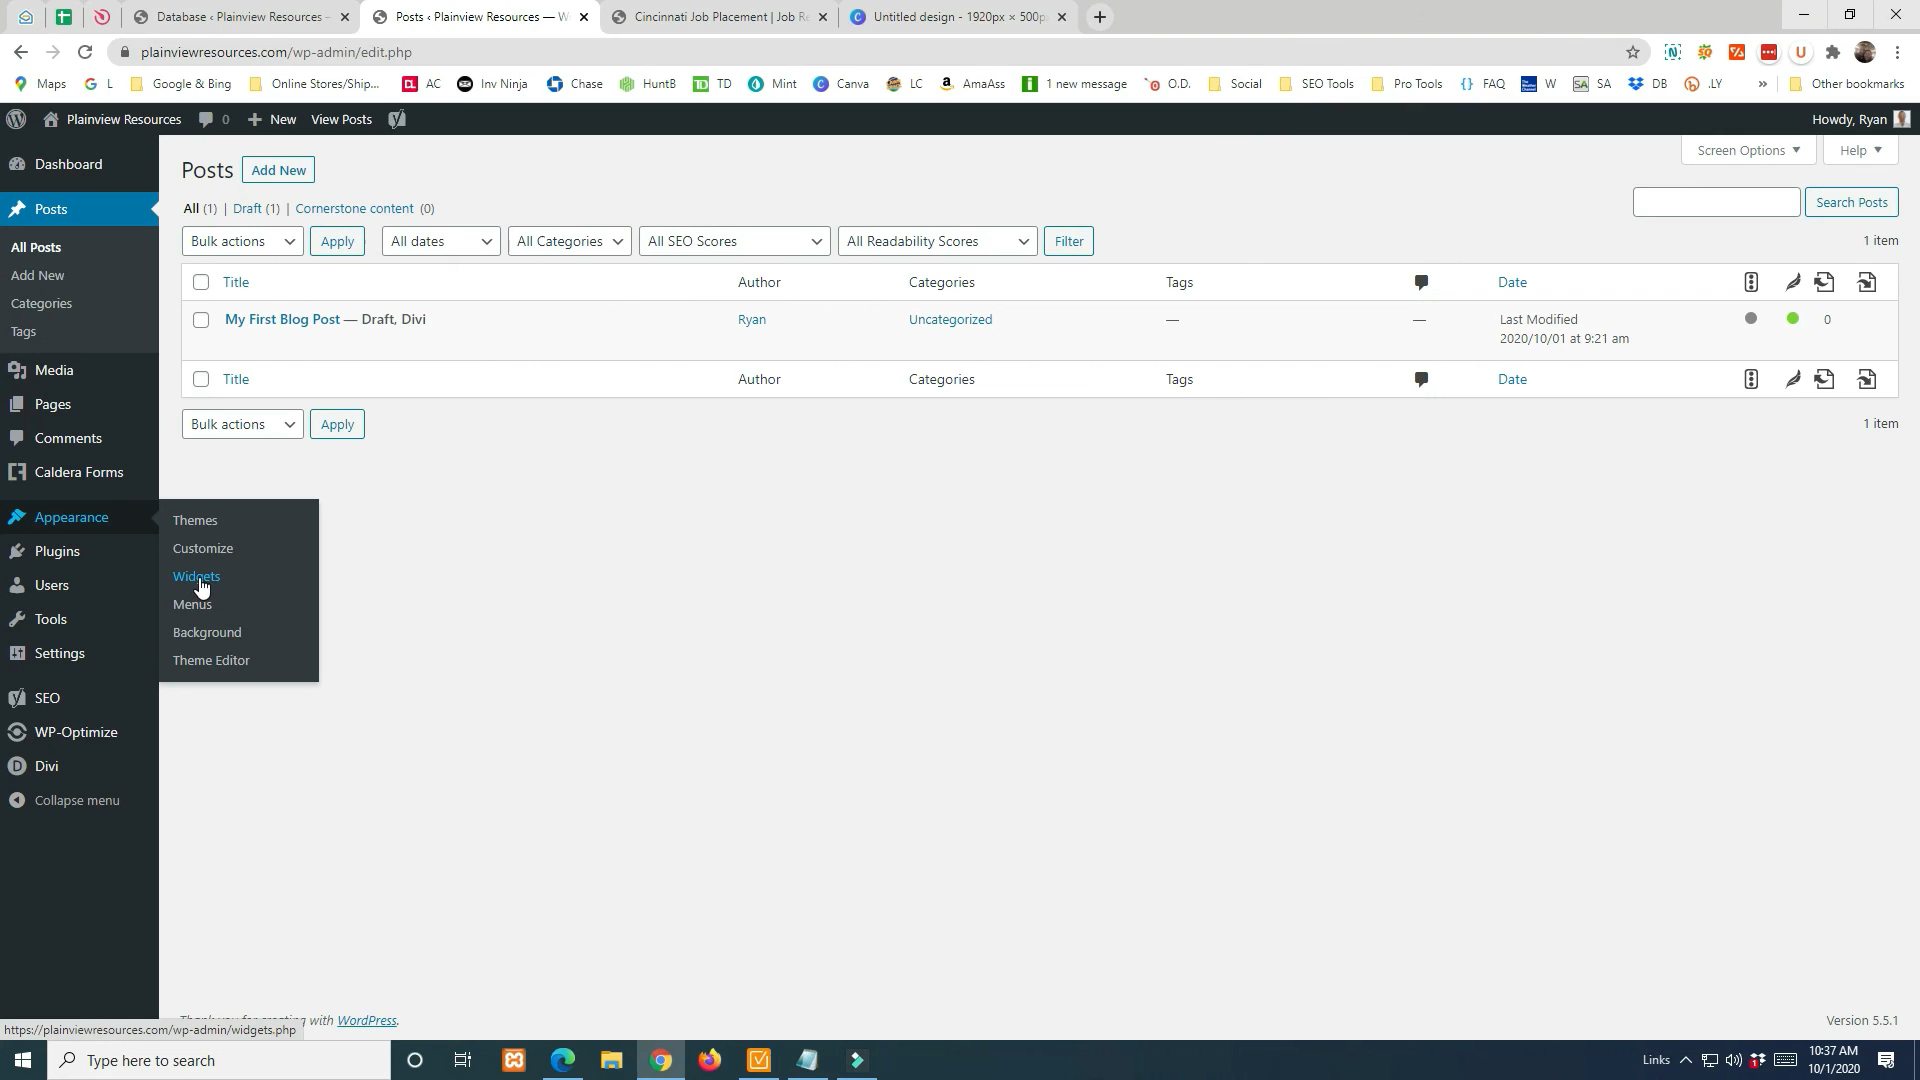 Database ‹ Plainview Resources — 
Posts ‹ Plainview Resources — W
Cincinnati Job Placement | Job Re
Untitled design - 1920px × 500p
plainviewresources.com/wp-admin/edit.php
Maps
G L
Google & Bing
Online Stores/Ship...
AC
Inv Ninja
Chase
HuntB
TD
Mint
Canva
LC
AmaAss
1 new message
O.D.
Social
SEO Tools
Pro Tools
FAQ
W
SA
DB
.LY
»
Other bookmarks
Plainview Resources
0
New
View Posts
Howdy, Ryan
Dashboard
Posts
All Posts
Add New
Categories
Tags
Media
Pages
Comments
Caldera Forms
Appearance
Plugins
Users
Tools
Settings
SEO
WP-Optimize
Divi
Collapse menu
Themes
Customize
Widgets
Menus
Background
Theme Editor
Posts
Add New
Screen Options
Help
All (1) | Draft (1) | Cornerstone content (0)
Search Posts
Bulk actions
Apply
All dates
All Categories
All SEO Scores
All Readability Scores
Filter
1 item
Title
Author
Categories
Tags
Date
My First Blog Post — Draft, Divi
Ryan
Uncategorized
—
—
Last Modified
2020/10/01 at 9:21 am
0
Title
Author
Categories
Tags
Date
Bulk actions
Apply
1 item
with WordPress.
Version 5.5.1
https://plainviewresources.com/wp-admin/widgets.php
Type here to search
Links
10:37 AM
10/1/2020